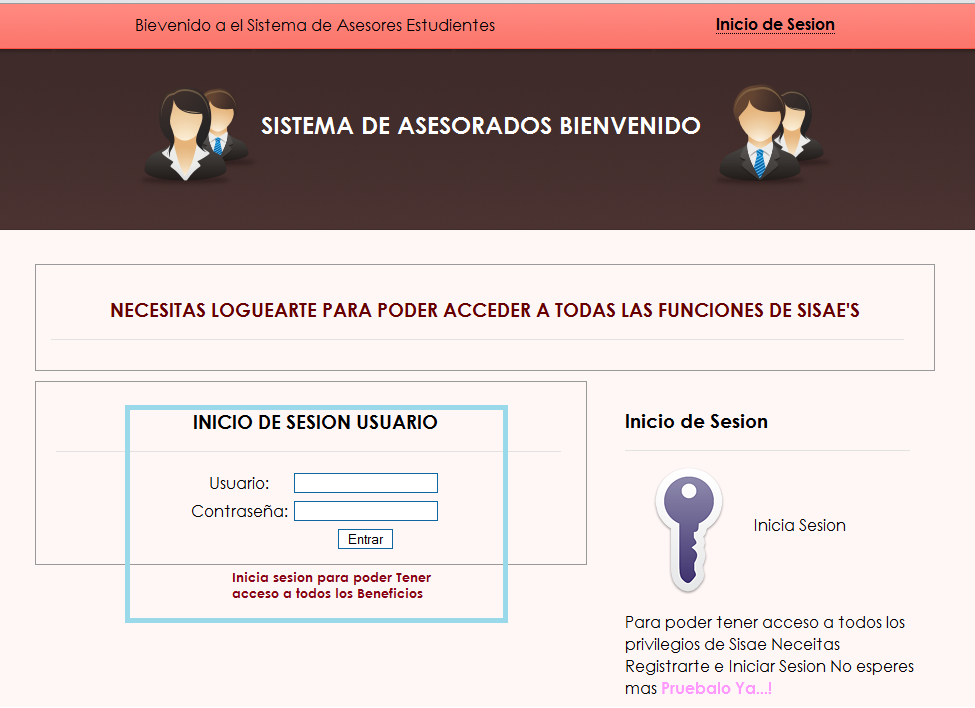 Bievenido a el Sistema de Asesores Estudientes
Inicio de Sesion
SISTEMA DE ASESORADOS BIENVENIDO
NECESITAS LOGUEARTE PARA PODER ACCEDER A TODAS LAS FUNCIONES DE SISAE'S
INICIO DE SESION USUARIO
Usuario:
Contraseña:
Entrar
Inicia sesion para poder Tener
acceso a todos los Beneficios
Inicio de Sesion
Inicia Sesion
Para poder tener acceso a todos los
privilegios de Sisae Neceitas
Registrarte e Iniciar Sesion No esperes
mas Pruebalo Ya...!